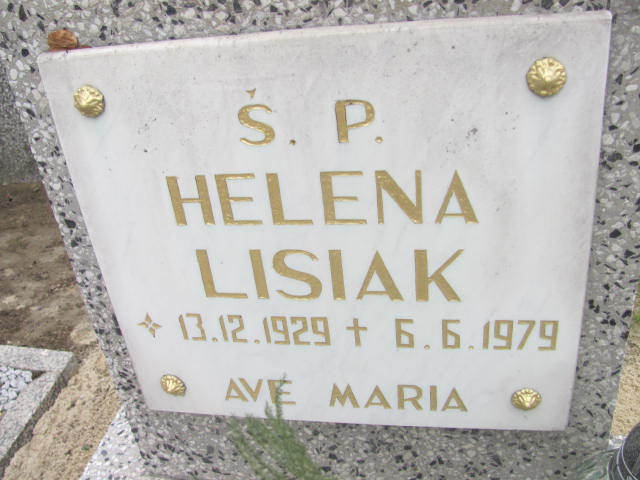 Ś. P.
HELENA
LISIAK
* 13.12.1929 + 6.6.1979
AVE MARIA